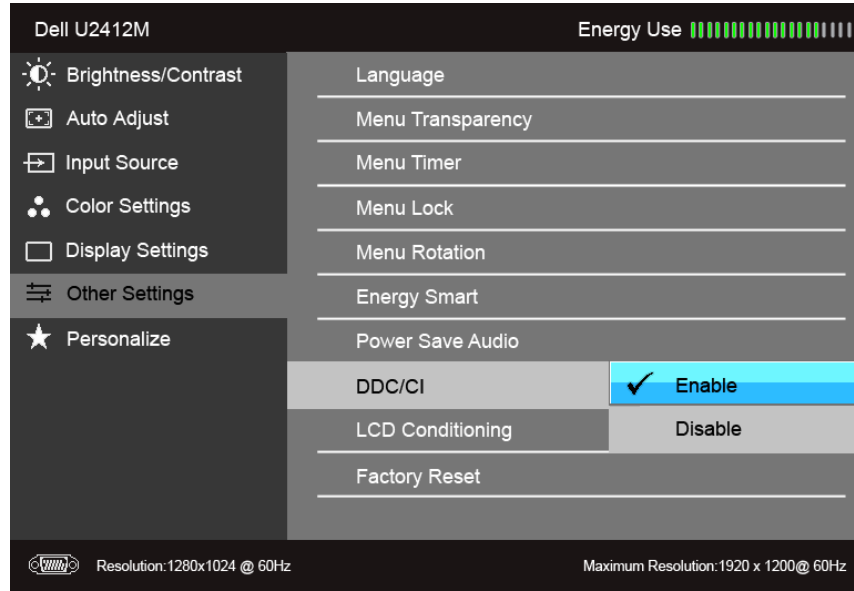 Dell U2412M
Energy Use
Brightness/Contrast
Auto Adjust
Input Source
Color Settings
Display Settings
Other Settings
Personalize
Language
Menu Transparency
Menu Timer
Menu Lock
Menu Rotation
Energy Smart
Power Save Audio
DDC/CI
Enable
Disable
LCD Conditioning
Factory Reset
Resolution:1280x1024 @ 60Hz
Maximum Resolution:1920 x 1200@ 60Hz